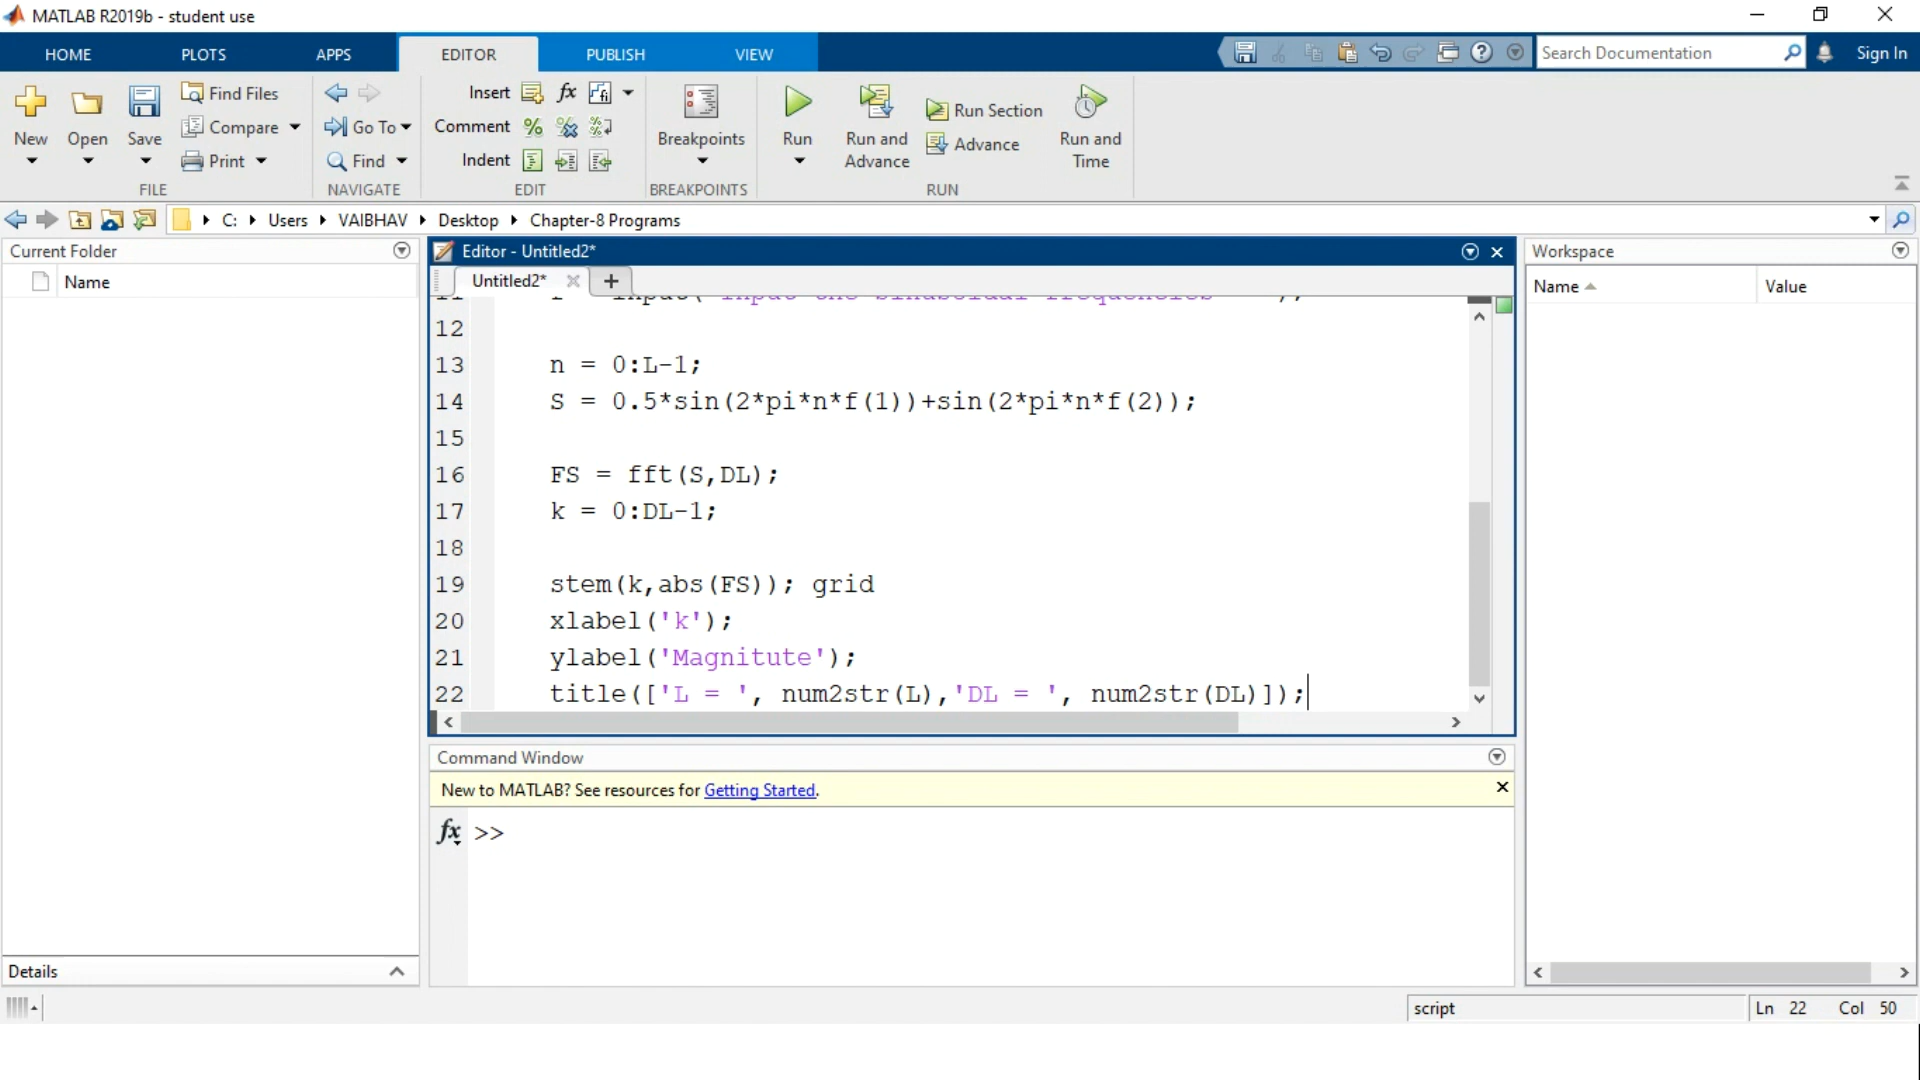 MATLAB R2019b - student use
HOME PLOTS APPS EDITOR PUBLISH VIEW Search Documentation Sign In
New Open Save Find Files Compare Print FILE
Go To Find NAVIGATE
Insert fx Comment Indent EDIT
Breakpoints BREAKPOINTS
Run Run and Advance Run Section Advance Run and Time RUN
C: Users VAIBHAV Desktop Chapter-8 Programs
Current Folder
Name
Editor - Untitled2*
Untitled2* +
12
13 n = 0:L-1;
14 S = 0.5*sin(2*pi*n*f(1))+sin(2*pi*n*f(2));
15
16 FS = fft(S,DL);
17 k = 0:DL-1;
18
19 stem(k,abs(FS)); grid
20 xlabel('k');
21 ylabel('Magnitute');
22 title(['L = ', num2str(L),'DL = ', num2str(DL)]);
Command Window
New to MATLAB? See resources for Getting Started.
fx >>
Workspace
Name Value
Details
script Ln 22 Col 50